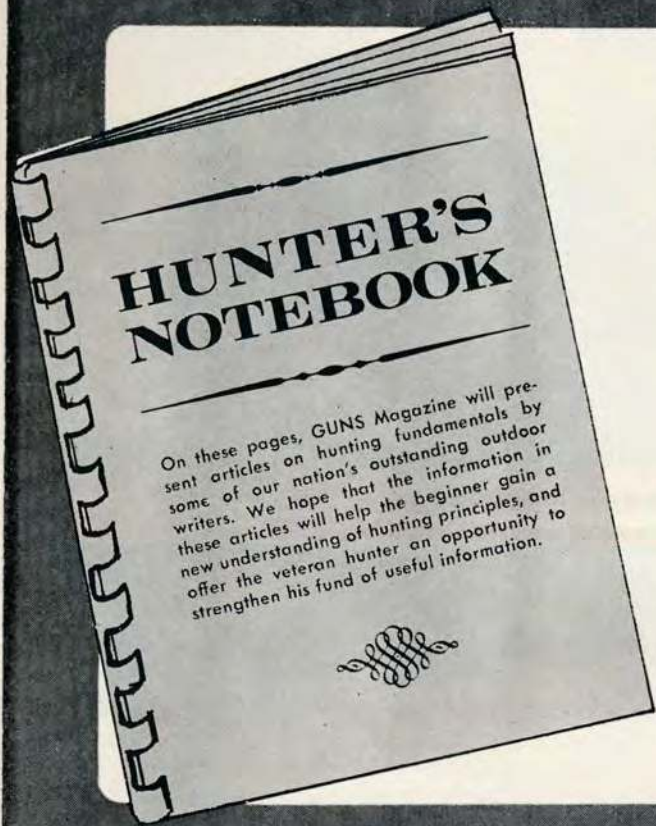 HUNTER'S
NOTEBOOK
On these pages, GUNS Magazine will pre-
sent articles on hunting fundamentals by
some of our nation's outstanding outdoor
writers. We hope that the information in
these articles will help the beginner gain a
new understanding of hunting principles, and
offer the veteran hunter an opportunity to
strengthen his fund of useful information.